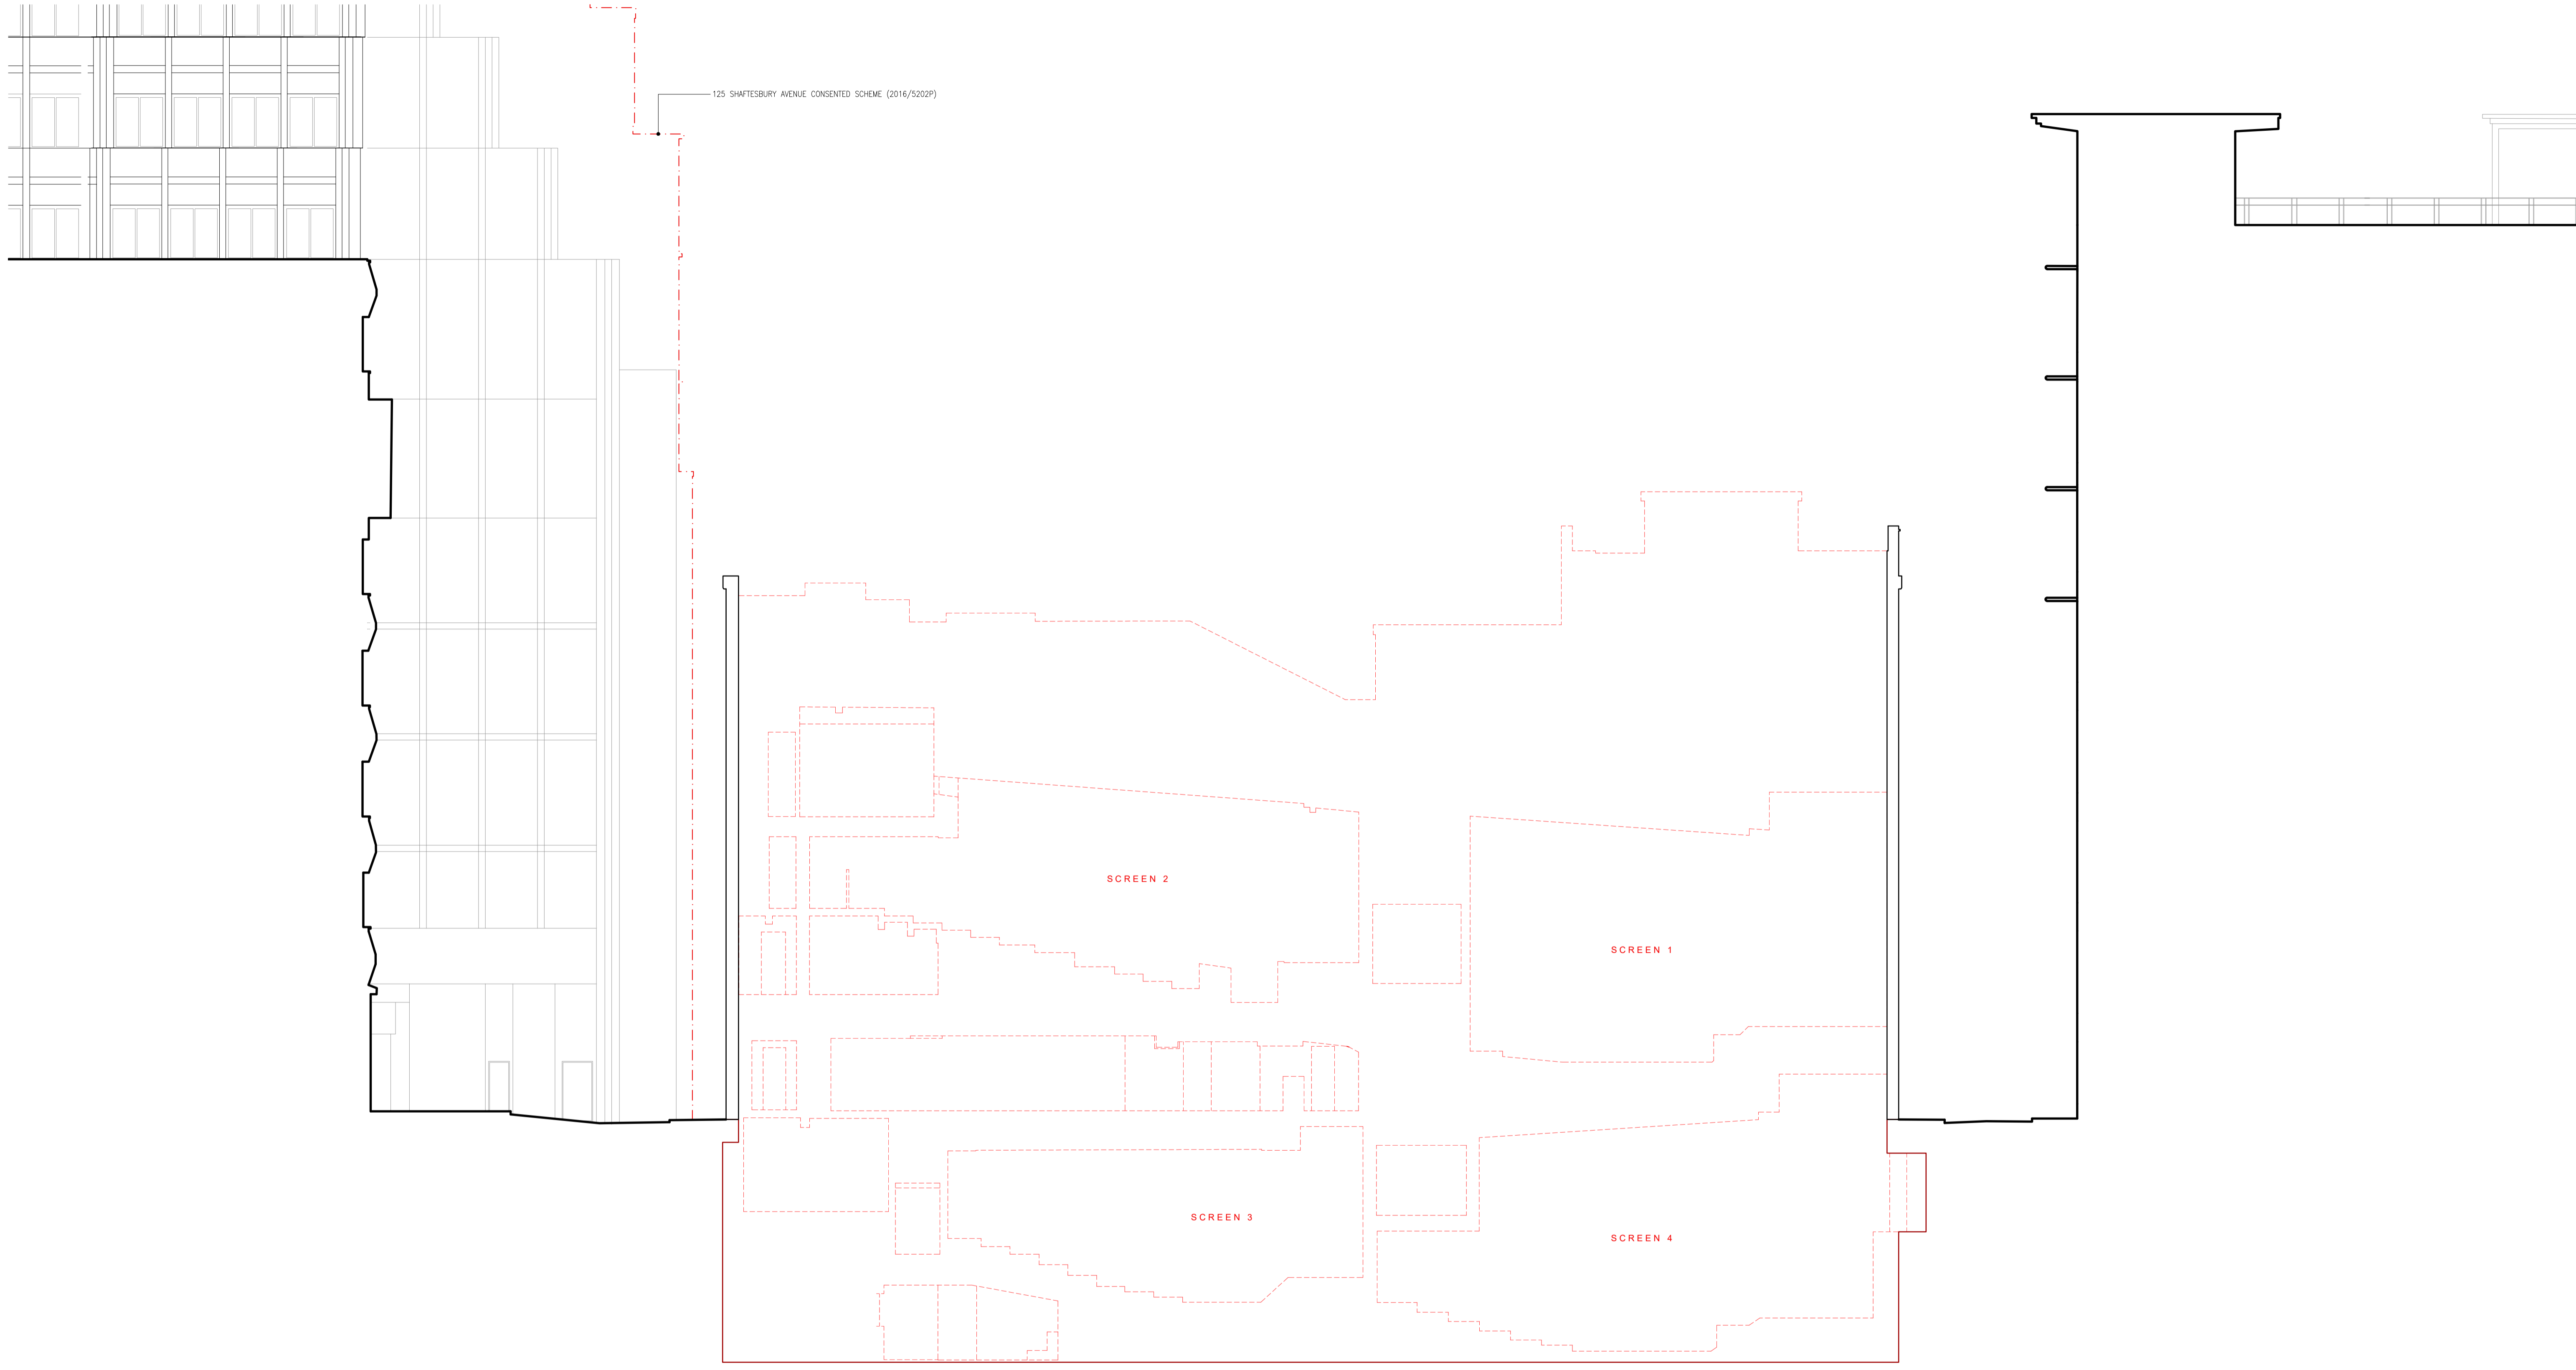 125 SHAFTESBURY AVENUE CONSENTED SCHEME (2016/5202P)
SCREEN 2
SCREEN 1
SCREEN 3
SCREEN 4